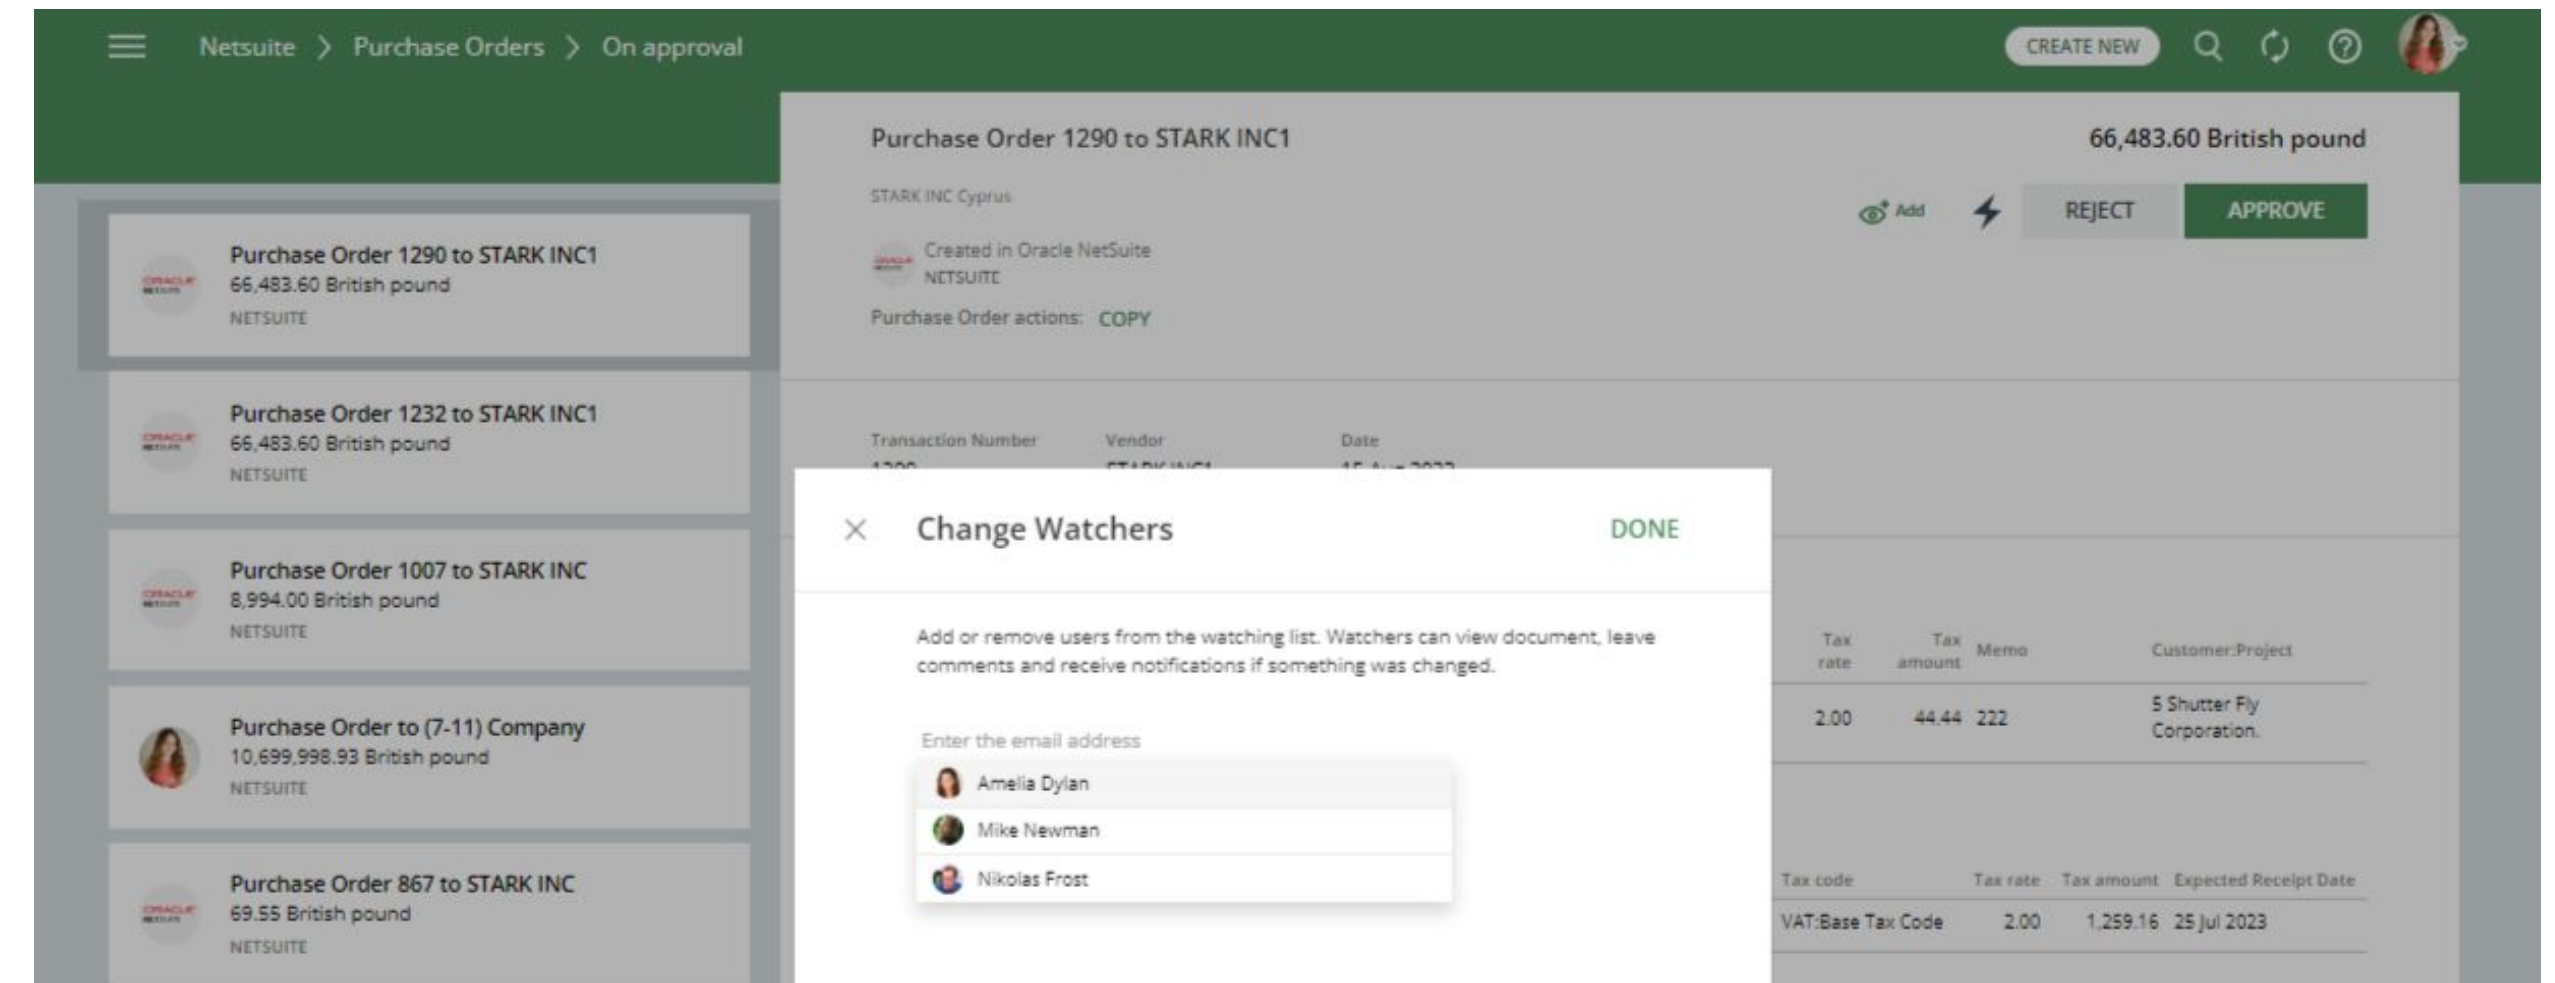 Netsuite > Purchase Orders > On approval
CREATE NEW
Purchase Order 1290 to STARK INC1
66,483.60 British pound
NETSUITE
Purchase Order 1232 to STARK INC1
66,483.60 British pound
NETSUITE
Purchase Order 1007 to STARK INC
8,994.00 British pound
NETSUITE
Purchase Order to (7-11) Company
10,699,998.93 British pound
NETSUITE
Purchase Order 867 to STARK INC
69.55 British pound
NETSUITE
Purchase Order 1290 to STARK INC1
66,483.60 British pound
STARK INC Cyprus
Add
REJECT
APPROVE
Created in Oracle NetSuite
NETSUITE
Purchase Order actions: COPY
Transaction Number Vendor Date
1290 STARK INC1 15 Aug 2023
Change Watchers
DONE
Add or remove users from the watching list. Watchers can view document, leave
comments and receive notifications if something was changed.
Enter the email address
Amelia Dylan
Mike Newman
Nikolas Frost
Tax rate Tax amount Memo Customer:Project
2.00 44.44 222 5 Shutter Fly
Corporation.
Tax code Tax rate Tax amount Expected Receipt Date
VAT:Base Tax Code 2.00 1,259.16 25 Jul 2023